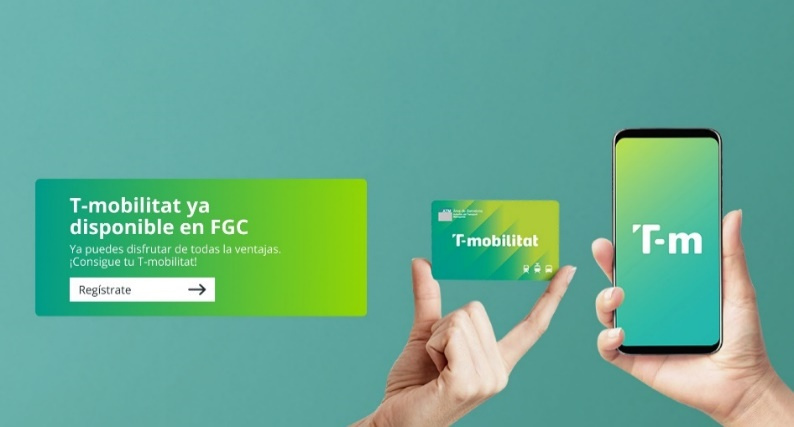 T-mobilitat ya
disponible en FGC
Ya puedes disfrutar de todas la ventajas.
¡Consigue tu T-mobilitat!
Regístrate
T-mobilitat
T-m